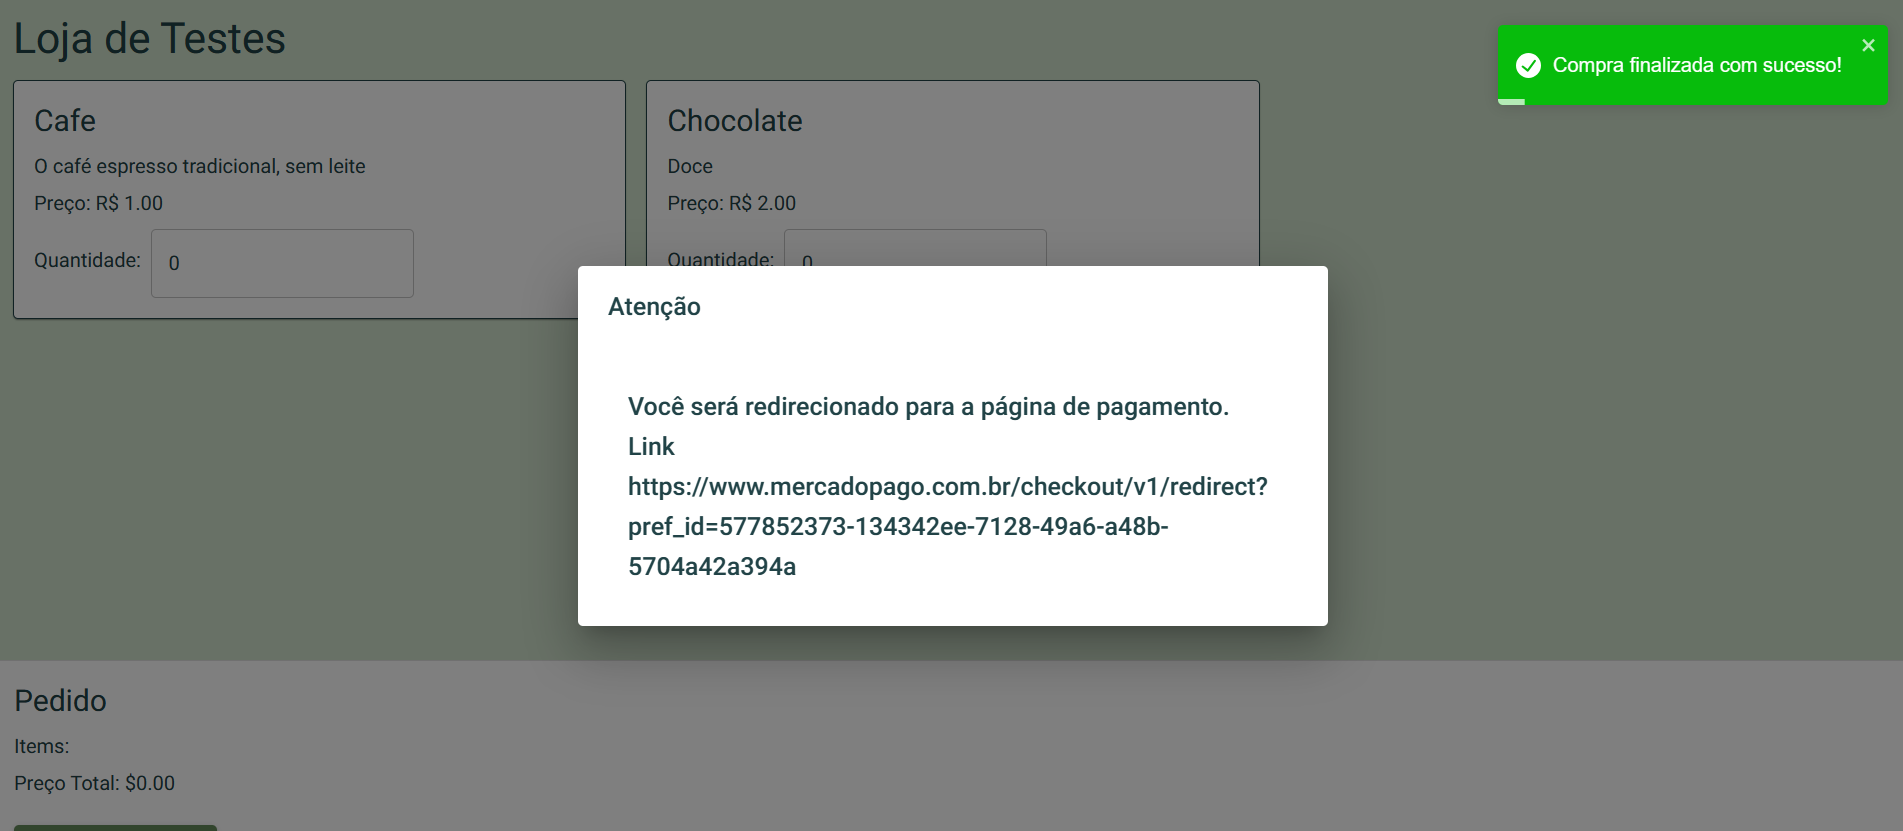 Loja de Testes
Compra finalizada com sucesso!
Cafe
O café espresso tradicional, sem leite
Preço: R$ 1.00
Quantidade: 0
Chocolate
Doce
Preço: R$ 2.00
Quantidade: 0
Atenção
Você será redirecionado para a página de pagamento.
Link
https://www.mercadopago.com.br/checkout/v1/redirect?
pref_id=577852373-134342ee-7128-49a6-a48b-
5704a42a394a
Pedido
Items:
Preço Total: $0.00